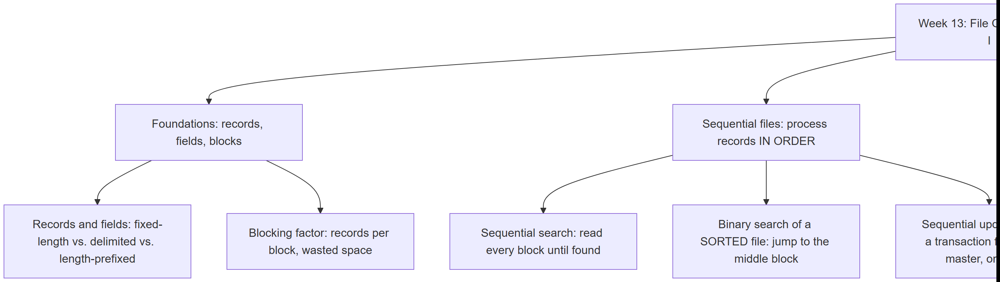 Week 13: File
I
Foundations: records,
fields, blocks
Sequential files: process
records IN ORDER
Records and fields: fixed-
length vs. delimited vs.
length-prefixed
Blocking factor: records per
block, wasted space
Sequential search: read
every block until found
Binary search of a
SORTED file: jump to the
middle block
Sequential
a transaction
master,